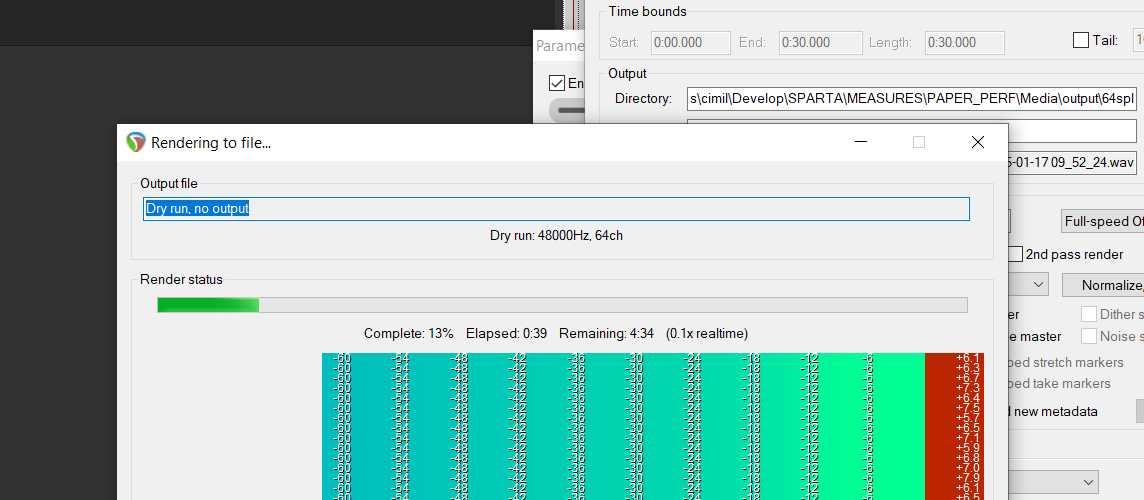 Time bounds
Start: 0:00.000 End: 0:30.000 Length: 0:30.000 Tail:
Parame
En
Output
Directory: s\cimil\Develop\SPARTA\MEASURES\PAPER_PERF\Media\output\64spl
5-01-17 09_52_24.wav
Full-speed Of
2nd pass render
Normalize,
er
Dither s
e master
Noise s
ped stretch markers
ped take markers
d new metadata
Rendering to file...
Output file
Dry run, no output
Dry run: 48000Hz, 64ch
Render status
Complete: 13% Elapsed: 0:39 Remaining: 4:34 (0.1x realtime)
-60 -54 -48 -42 -36 -30 -24 -18 -12 -6 +6.1
-60 -54 -48 -42 -36 -30 -24 -18 -12 -6 +6.3
-60 -54 -48 -42 -36 -30 -24 -18 -12 -6 +6.7
-60 -54 -48 -42 -36 -30 -24 -18 -12 -6 +7.3
-60 -54 -48 -42 -36 -30 -24 -18 -12 -6 +6.4
-60 -54 -48 -42 -36 -30 -24 -18 -12 -6 +7.5
-60 -54 -48 -42 -36 -30 -24 -18 -12 -6 +5.7
-60 -54 -48 -42 -36 -30 -24 -18 -12 -6 +6.5
-60 -54 -48 -42 -36 -30 -24 -18 -12 -6 +7.1
-60 -54 -48 -42 -36 -30 -24 -18 -12 -6 +5.9
-60 -54 -48 -42 -36 -30 -24 -18 -12 -6 +6.8
-60 -54 -48 -42 -36 -30 -24 -18 -12 -6 +7.0
-60 -54 -48 -42 -36 -30 -24 -18 -12 -6 +7.9
-60 -54 -48 -42 -36 -30 -24 -18 -12 -6 +6.1
-60 -54 -48 -42 -36 -30 -24 -18 -12 -6 +6.5